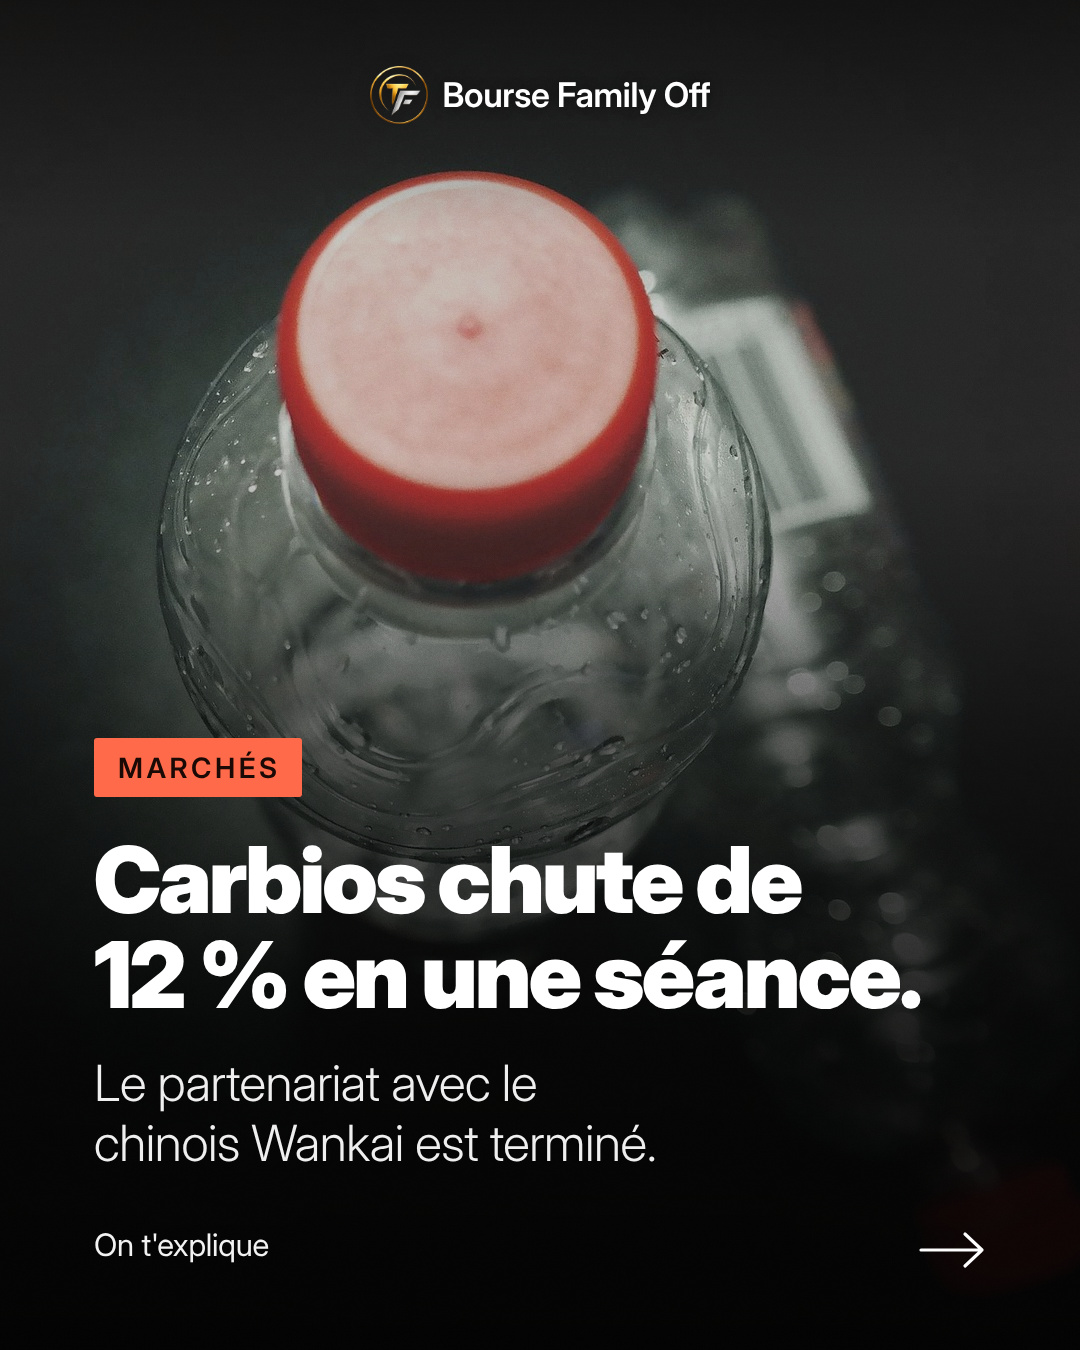 TF
Bourse Family Off
MARCHÉS
Carbios chute de
12 % en une séance.
Le partenariat avec le
chinois Wankai est terminé.
On t'explique